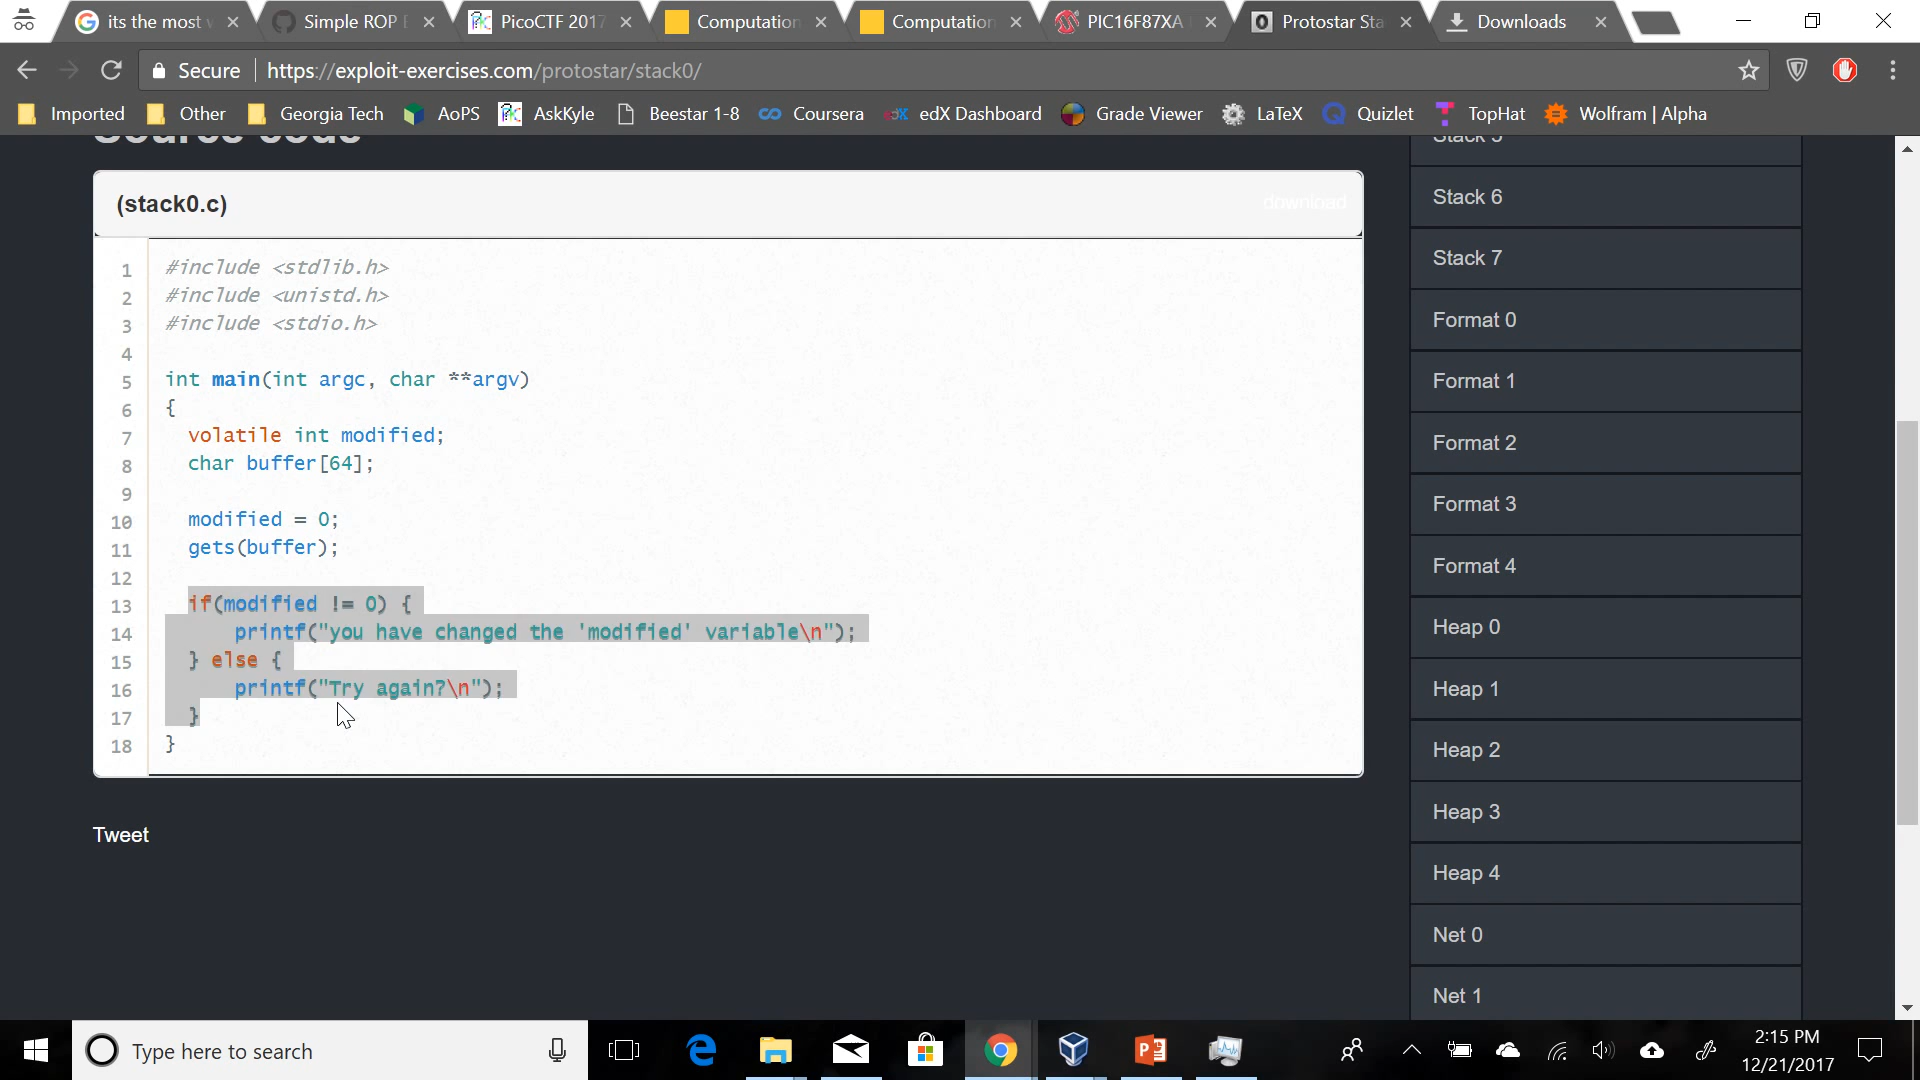 its the most
Simple ROP E
PicoCTF 2017
Computation
Computation
PIC16F87XA
Protostar Sta
Downloads
Secure
https://exploit-exercises.com/protostar/stack0/
Imported
Other
Georgia Tech
AoPS
AskKyle
Beestar 1-8
Coursera
edX Dashboard
Grade Viewer
LaTeX
Quizlet
TopHat
Wolfram | Alpha
Source code
(stack0.c)
download
1 #include <stdlib.h>
2 #include <unistd.h>
3 #include <stdio.h>
4
5 int main(int argc, char **argv)
6 {
7 volatile int modified;
8 char buffer[64];
9
10 modified = 0;
11 gets(buffer);
12
13 if(modified != 0) {
14 printf("you have changed the 'modified' variable\n");
15 } else {
16 printf("Try again?\n");
17 }
18 }
Tweet
Stack 5
Stack 6
Stack 7
Format 0
Format 1
Format 2
Format 3
Format 4
Heap 0
Heap 1
Heap 2
Heap 3
Heap 4
Net 0
Net 1
Type here to search
2:15 PM
12/21/2017